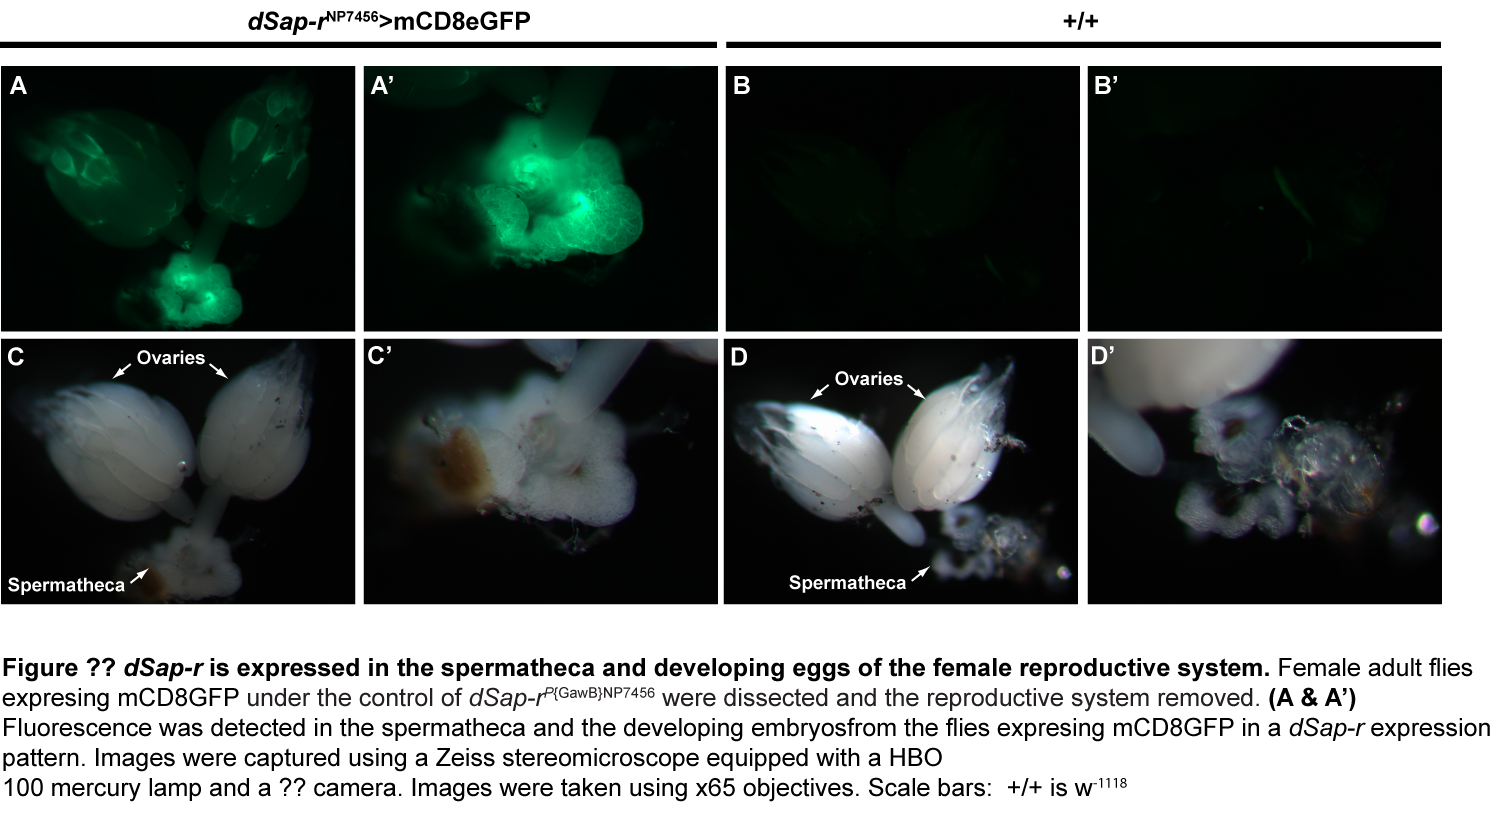 dSap-rNP7456>mCD8eGFP
+/+
A
A’
B
B’
C
Ovaries
Spermatheca
C’
D
Ovaries
Spermatheca
D’
Figure ?? dSap-r is expressed in the spermatheca and developing eggs of the female reproductive system. Female adult flies
expresing mCD8GFP under the control of dSap-rP{GawB}NP7456 were dissected and the reproductive system removed. (A & A’)
Fluorescence was detected in the spermatheca and the developing embryosfrom the flies expresing mCD8GFP in a dSap-r expression
pattern. Images were captured using a Zeiss stereomicroscope equipped with a HBO
100 mercury lamp and a ?? camera. Images were taken using x65 objectives. Scale bars: +/+ is w-1118